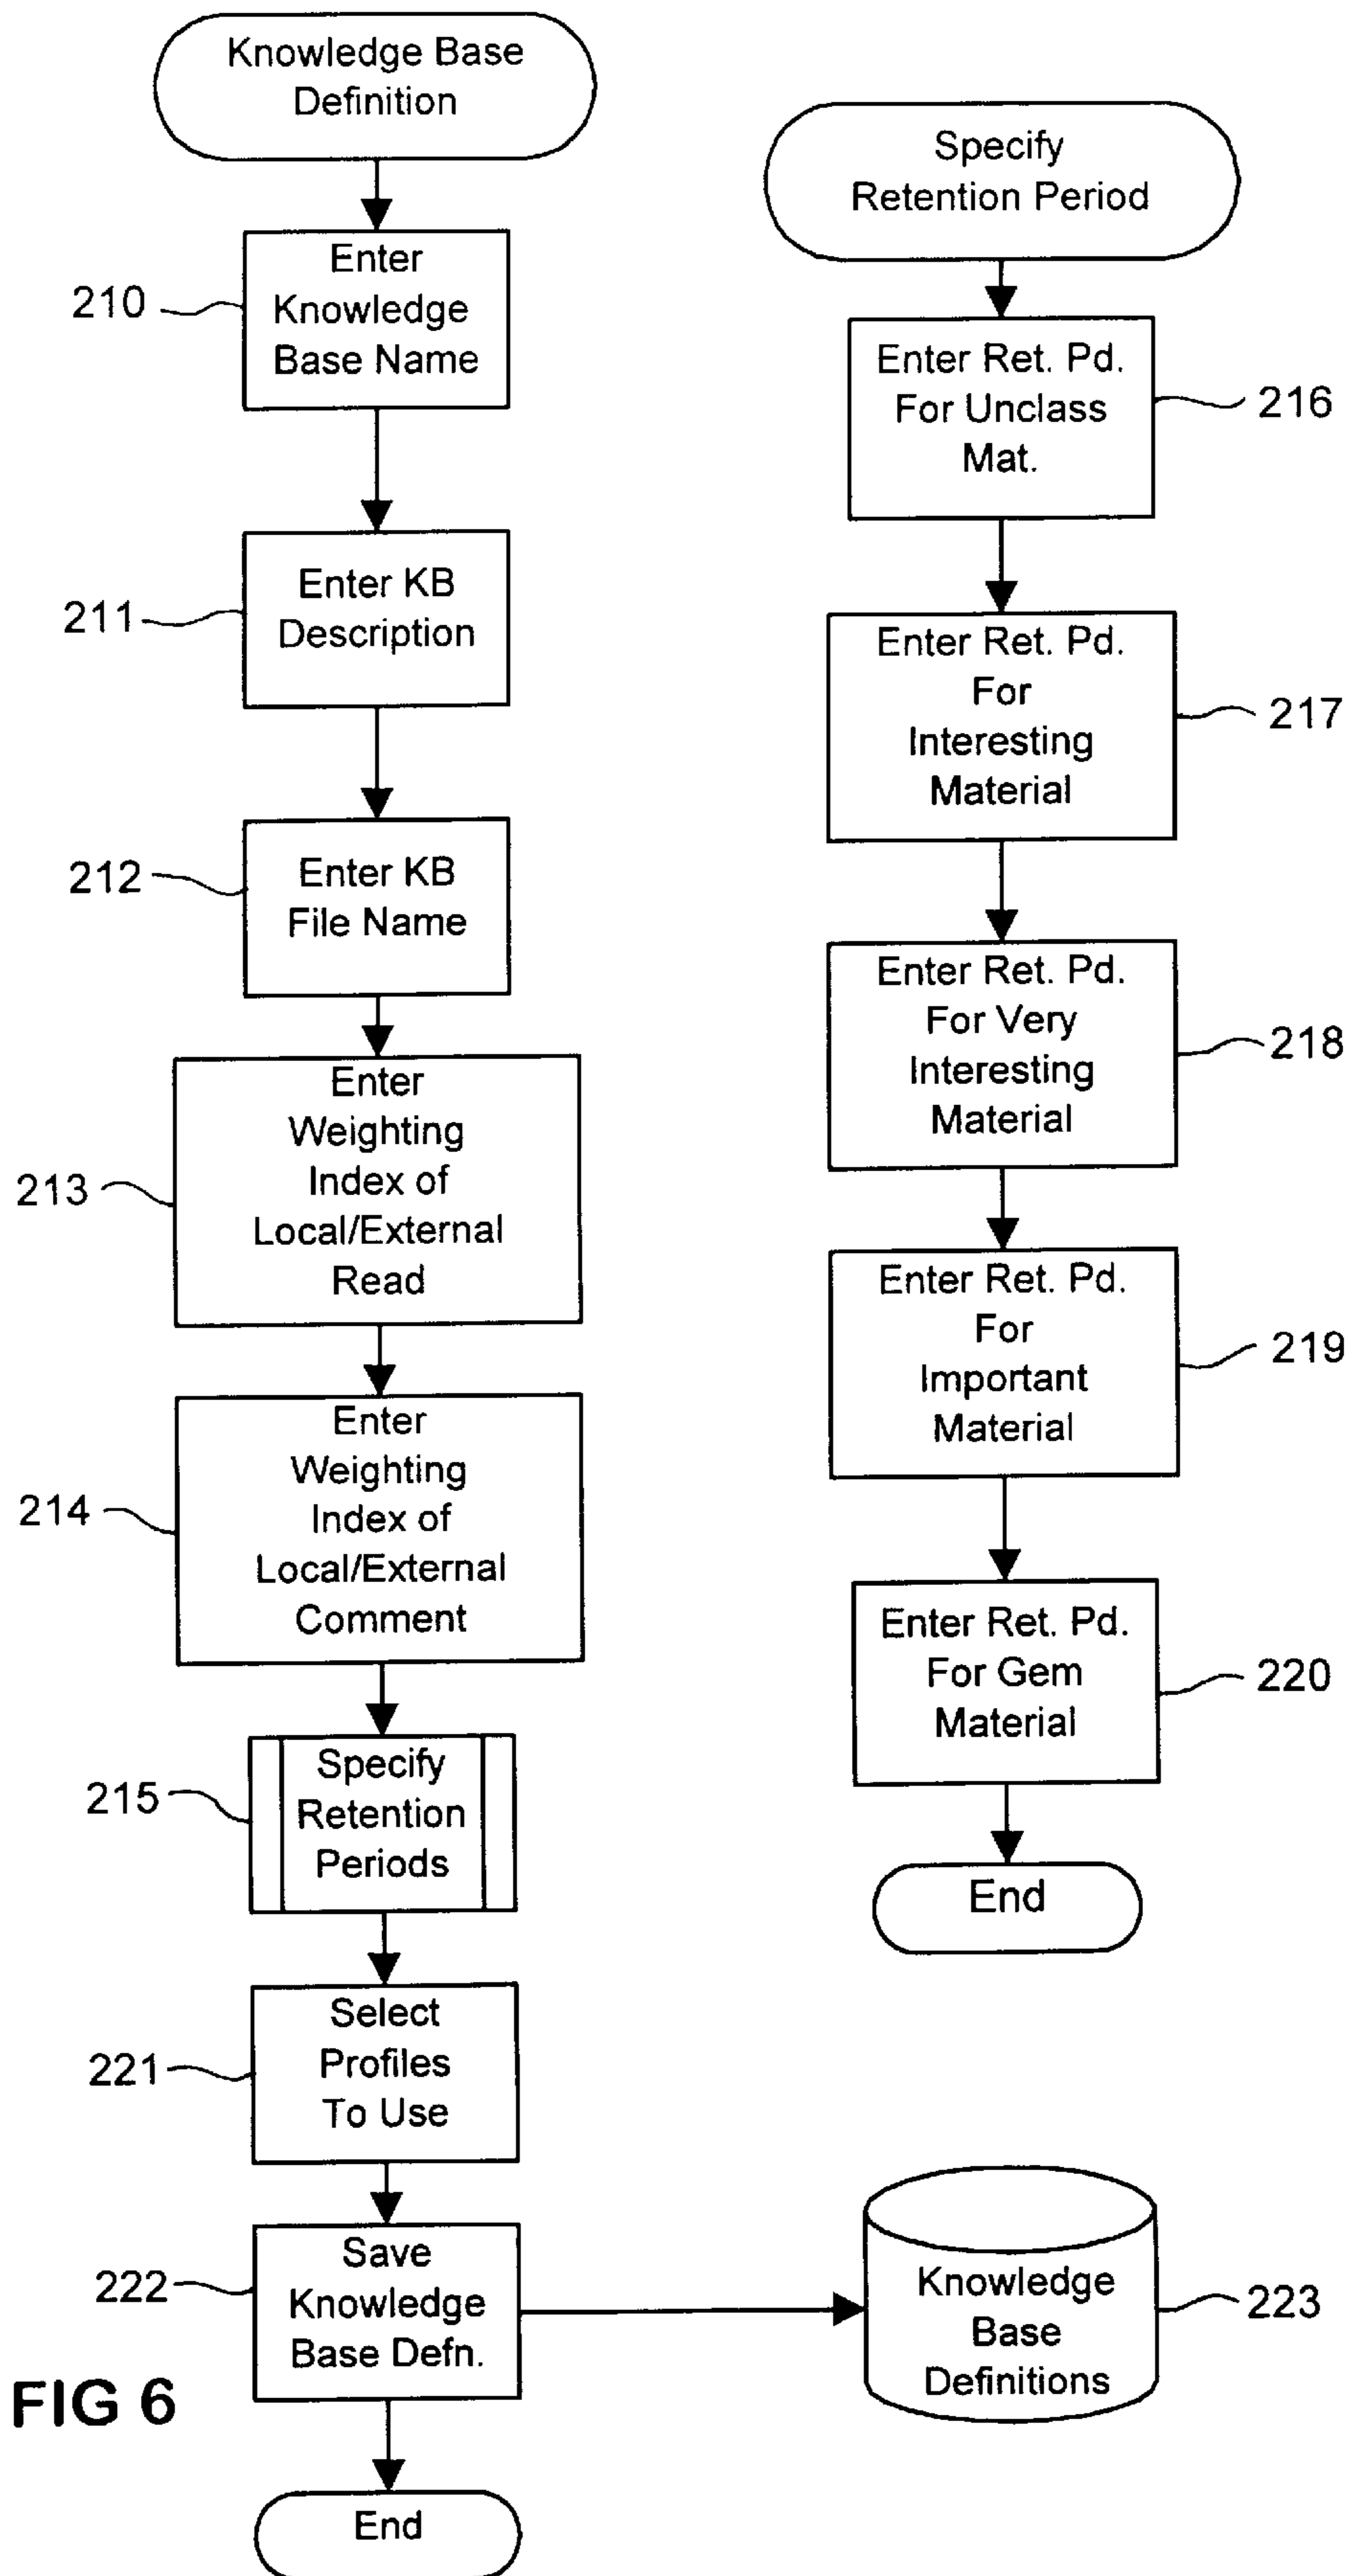 Knowledge Base
Definition
210
Enter
Knowledge
Base Name
211
Enter KB
Description
212
Enter KB
File Name
213
Enter
Weighting
Index of
Local/External
Read
214
Enter
Weighting
Index of
Local/External
Comment
215
Specify
Retention
Periods
221
Select
Profiles
To Use
222
Save
Knowledge
Base Defn.
End
Specify
Retention Period
Enter Ret. Pd.
For Unclass
Mat.
216
Enter Ret. Pd.
For
Interesting
Material
217
Enter Ret. Pd.
For Very
Interesting
Material
218
Enter Ret. Pd.
For
Important
Material
219
Enter Ret. Pd.
For Gem
Material
220
End
Knowledge
Base
Definitions
223
FIG 6